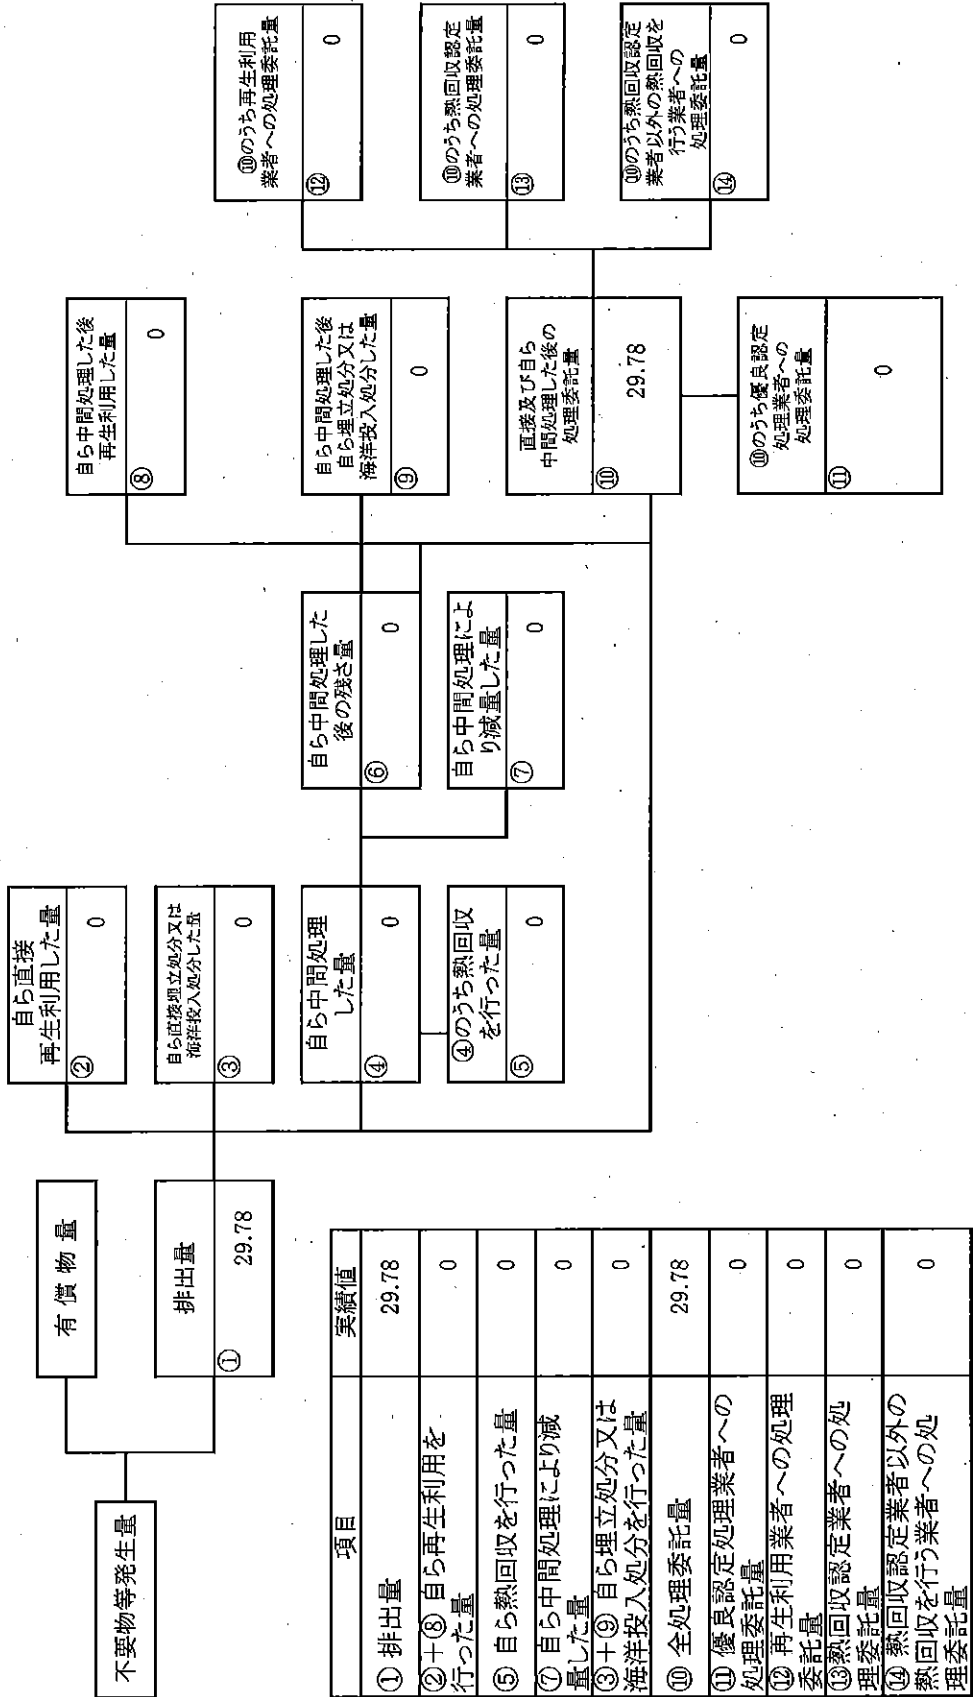 不要物等発生量
有償物量
排出量
①
29.78
自ら直接
再生利用した量
②
0
自ら直接埋立処分又は
海洋投入処分した量
③
0
自ら中間処理
した量
④
0
④のうち熱回収
を行った量
⑤
0
自ら中間処理した
後の残さ量
⑥
0
自ら中間処理によ
り減量した量
⑦
0
自ら中間処理した後
再生利用した量
⑧
0
自ら中間処理した後
自ら埋立処分又は
海洋投入処分した量
⑨
0
直接及び自ら
中間処理した後の
処理委託量
⑩
29.78
⑩のうち優良認定
処理業者への
処理委託量
⑪
0
⑩のうち再生利用
業者への処理委託量
⑫
0
⑩のうち熱回収認定
業者への処理委託量
⑬
0
⑩のうち熱回収認定
業者以外の熱回収を
行う業者への
処理委託量
⑭
0
項目 実績値
① 排出量 29.78
②＋⑧ 自ら再生利用を
行った量 0
⑤ 自ら熱回収を行った量 0
⑦ 自ら中間処理により減
量した量 0
③＋⑨ 自ら埋立処分又は
海洋投入処分を行った量 0
⑩ 全処理委託量 29.78
⑪ 優良認定処理業者への
処理委託量 0
⑫ 再生利用業者への処理
委託量 0
⑬熱回収認定業者への処
理委託量 0
⑭ 熱回収認定業者以外の
熱回収を行う業者への処
理委託量 0